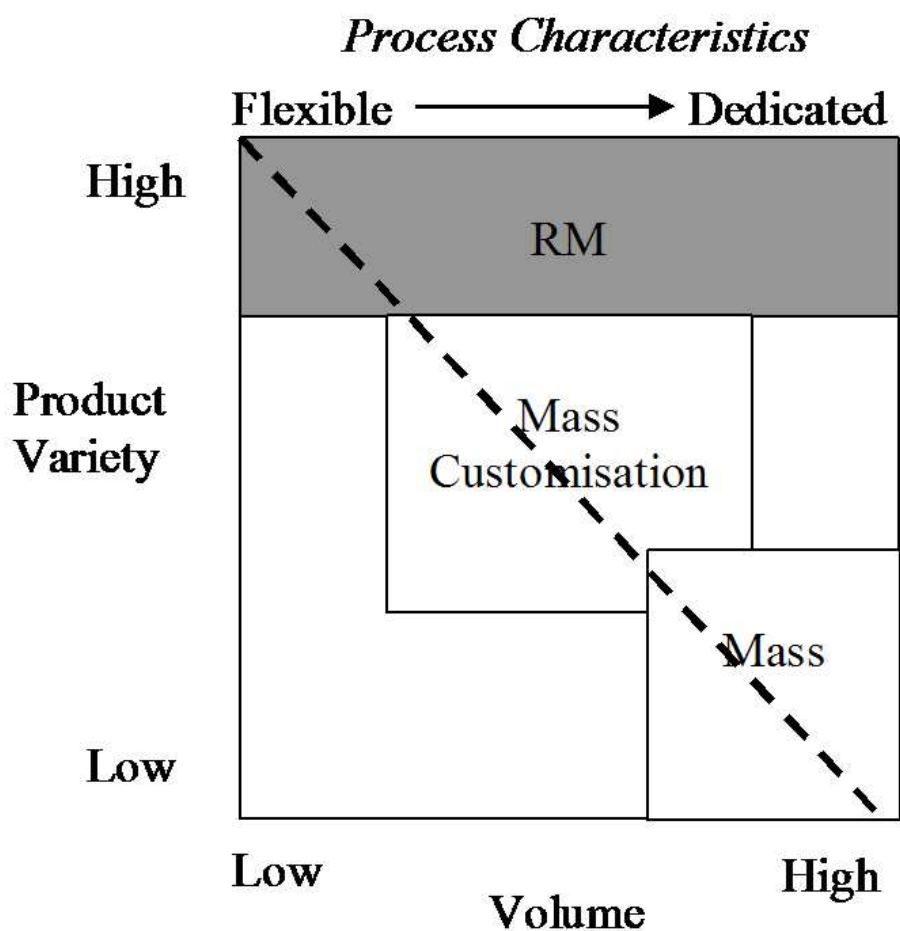 Process Characteristics
Flexible Dedicated
High
RM
Product
Variety
Mass
Customisation
Mass
Low
Low High
Volume